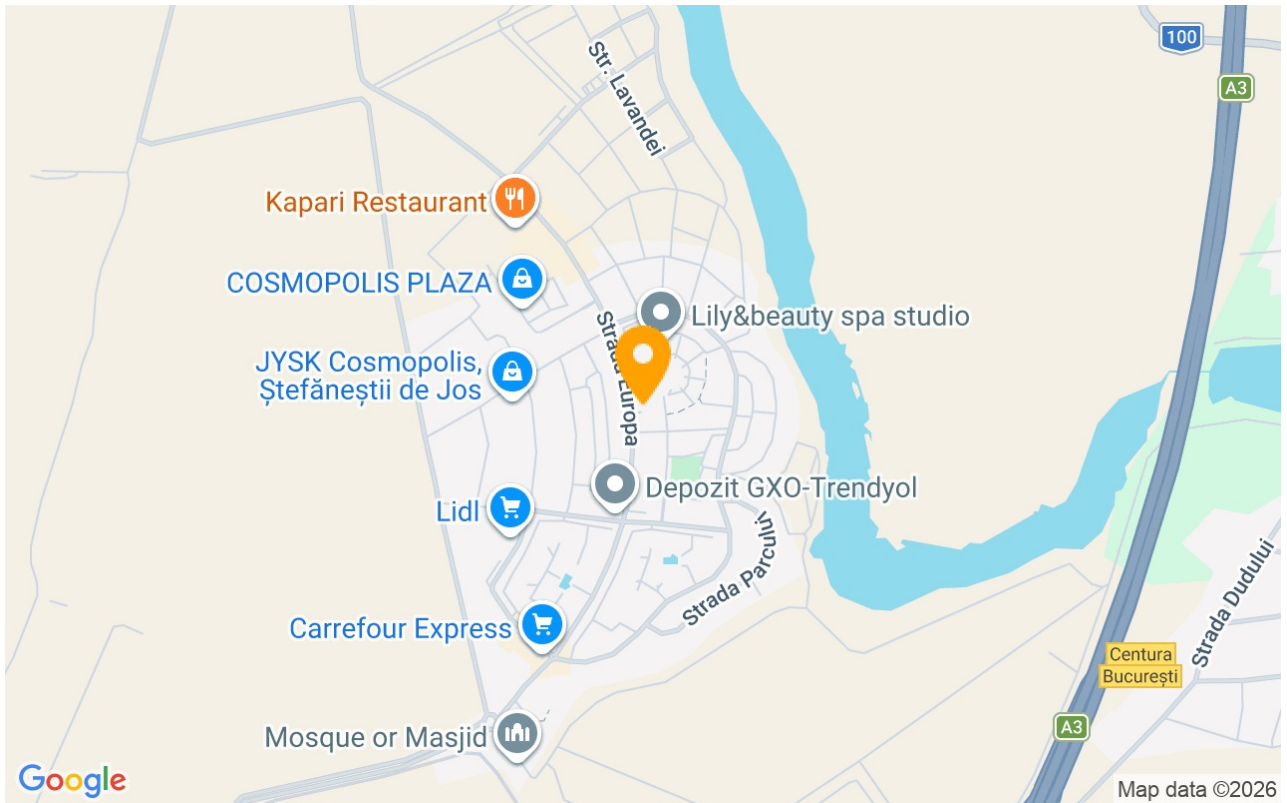 100
A3
Str. Lavandei
Kapari Restaurant
COSMOPOLIS PLAZA
Lily&beauty spa studio
Strada Europa
JYSK Cosmopolis,
Ștefăneștii de Jos
Depozit GXO-Trendyol
Lidl
Strada Parcului
Strada Dudului
Carrefour Express
Centura
București
A3
Mosque or Masjid
Google
Map data ©2026